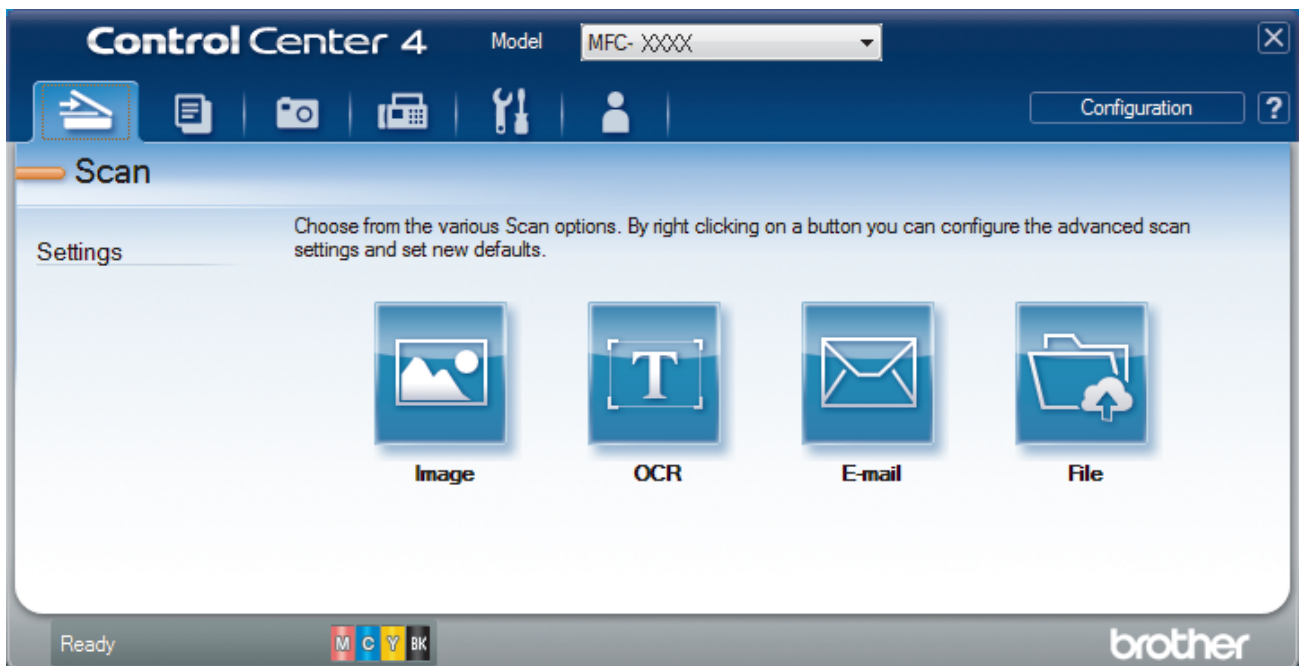 ControlCenter 4 Model MFC- XXXX
Configuration ?
Scan
Settings
Choose from the various Scan options. By right clicking on a button you can configure the advanced scan
settings and set new defaults.
T
Image OCR E-mail File
Ready M C Y BK brother